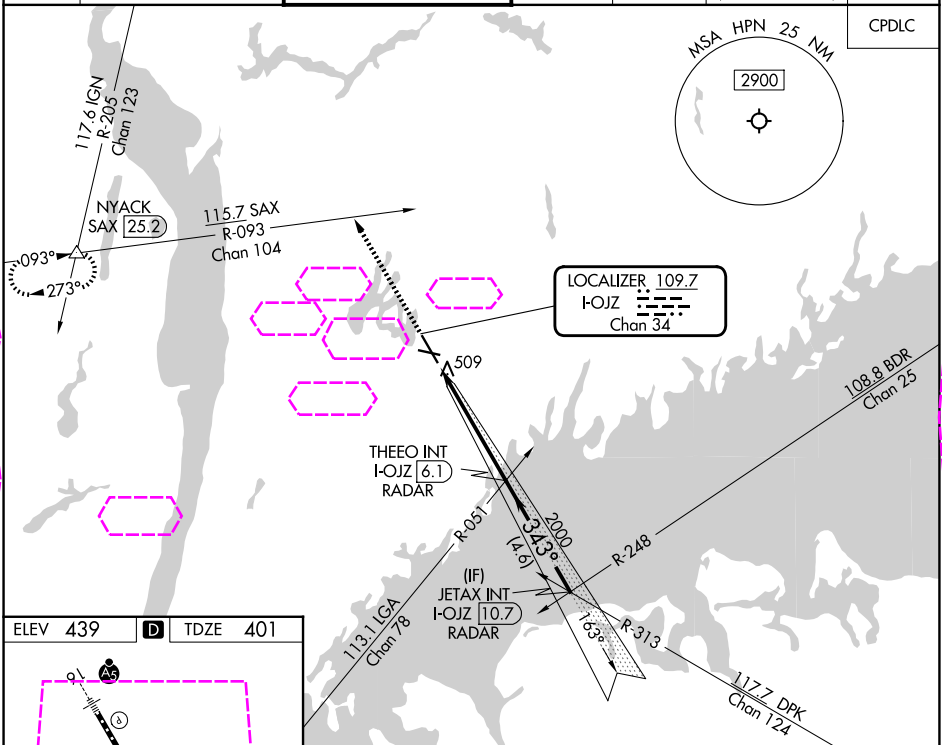 CPDLC
MSA HPN 25 NM
2900
117.6 IGN
R-205
Chan 123
NYACK
SAX 25.2
115.7 SAX
R-093
Chan 104
093°
273°
LOCALIZER 109.7
I-OJZ
Chan 34
509
108.8 BDR
Chan 25
THEEO INT
I-OJZ 6.1
RADAR
R-051
2000
343°
(4.6)
R-248
(IF)
JETAX INT
I-OJZ 10.7
RADAR
113.1 LGA
Chan 78
163°
R-313
117.7 DPK
Chan 124
ELEV 439 D TDZE 401
16
A5